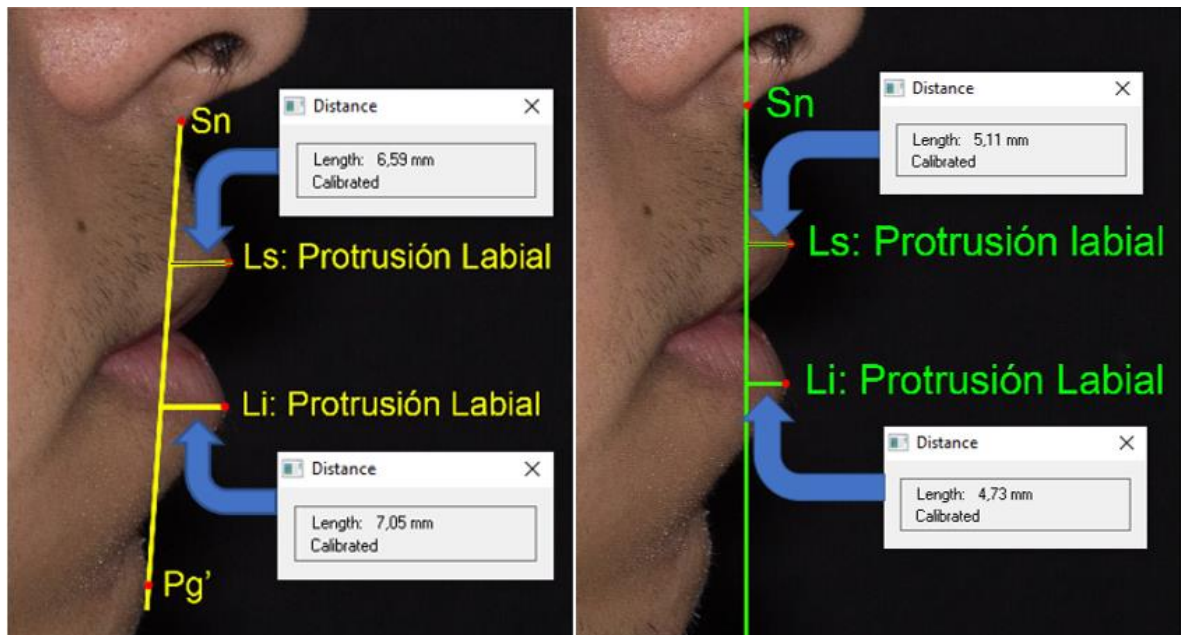 Sn
Distance
Length: 6,59 mm
Calibrated
Ls: Protrusión Labial
Li: Protrusión Labial
Distance
Length: 7,05 mm
Calibrated
Pg'
Sn
Distance
Length: 5,11 mm
Calibrated
Ls: Protrusión labial
Li: Protrusión Labial
Distance
Length: 4,73 mm
Calibrated